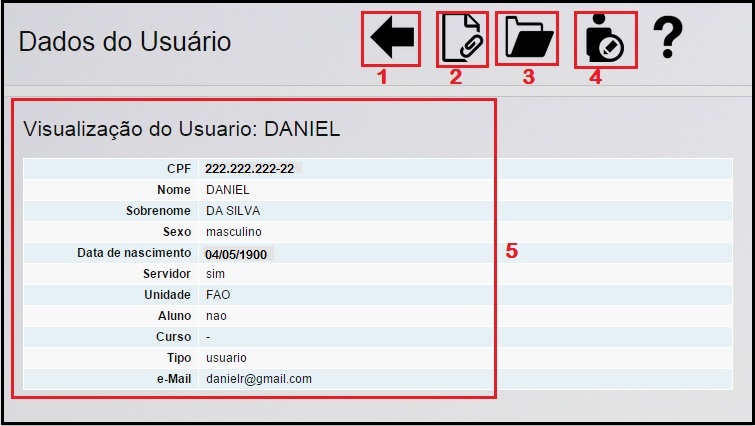 Dados do Usuário
?
1 2 3 4
Visualização do Usuario: DANIEL
CPF 222.222.222-22
Nome DANIEL
Sobrenome DA SILVA
Sexo masculino
Data de nascimento 04/05/1900
5
Servidor sim
Unidade FAO
Aluno nao
Curso -
Tipo usuario
e-Mail danielr@gmail.com